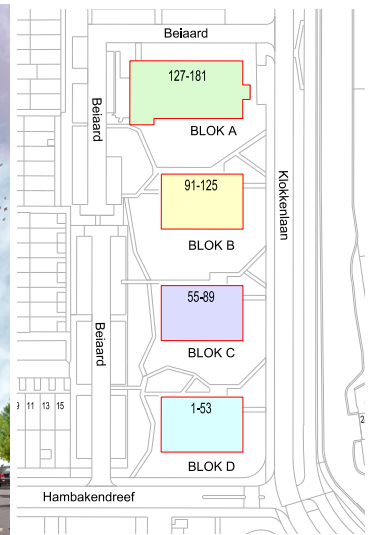 Beiaard
127-181
Beiaard
BLOK A
91-125
Klokkenlaan
BLOK B
55-89
Beiaard
BLOK C
1-53
11 13 15
BLOK D
Hambakendreef